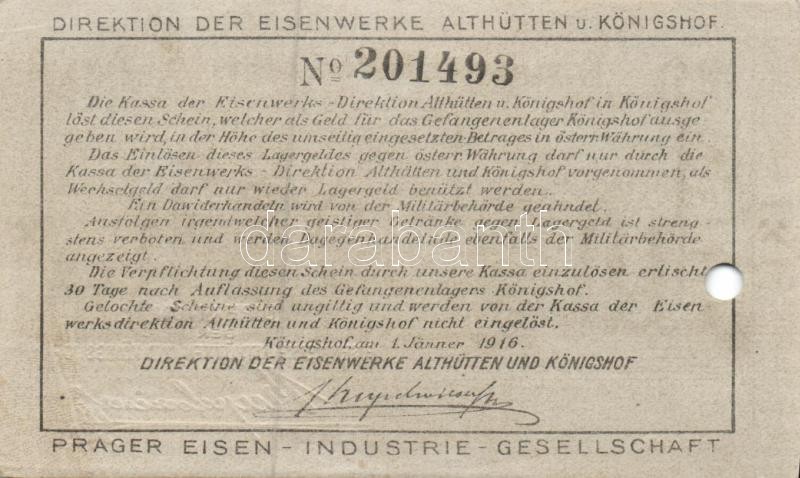 DIREKTION DER EISENWERKE ALTHÜTTEN u. KÖNIGSHOF.
No 201493
Die Kassa der Eisenwerks-Direktion Althütten u. Königshof in Königshof
löst diesen Schein, welcher als Geld für das Gefangenenlager Königshof ausge
geben wird, in der Höhe des umseitig eingesetzten Betrages in österr. Währung ein.
Das Einlösen dieses Lagergeldes gegen österr. Währung darf nur durch die
Kassa der Eisenwerks-Direktion Althütten und Königshof vorgenommen, als
Wechselgeld darf nur wieder Lagergeld benützt werden.
Ein Dawiderhandeln wird von der Militärbehörde geahndet.
Ausfolgen irgentwelcher geistiger Getränke gegen Lagergeld ist streng-
stens verboten und werden Dagegenhandelnde ebenfalls der Militärbehörde
angezeigt.
Die Verpflichtung diesen Schein durch unsere Kassa einzulösen erlischt
30 Tage nach Auflassung des Gefangenenlagers Königshof.
Gelochte Scheine sind ungiltig und werden von der Kassa der Eisen
werksdirektion Althütten und Königshof nicht eingelöst.
Königshof, am 1. Jänner 1916.
DIREKTION DER EISENWERKE ALTHÜTTEN UND KÖNIGSHOF
PRAGER EISEN-INDUSTRIE-GESELLSCHAFT
darabanth